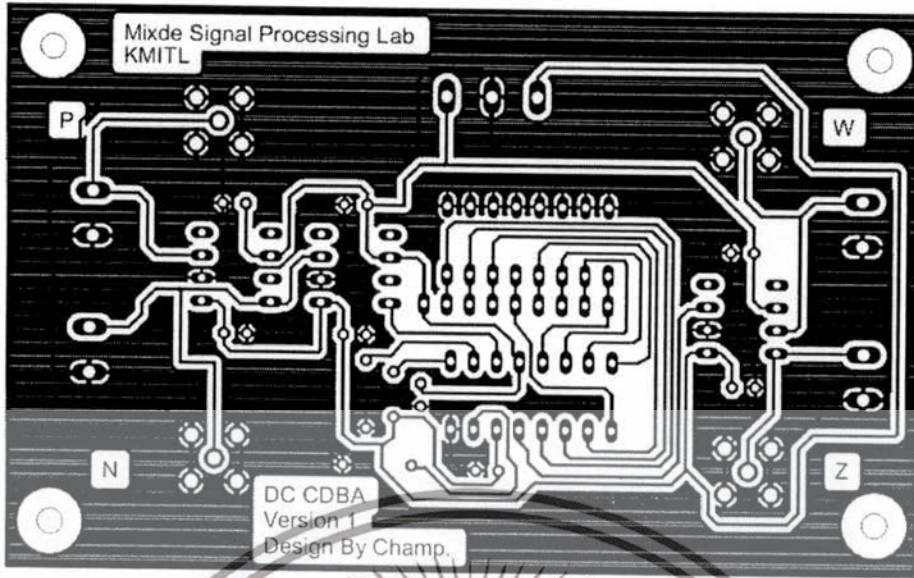 Mixde Signal Processing Lab
KMITL
P
W
N
Z
DC CDBA
Version 1
Design By Champ.